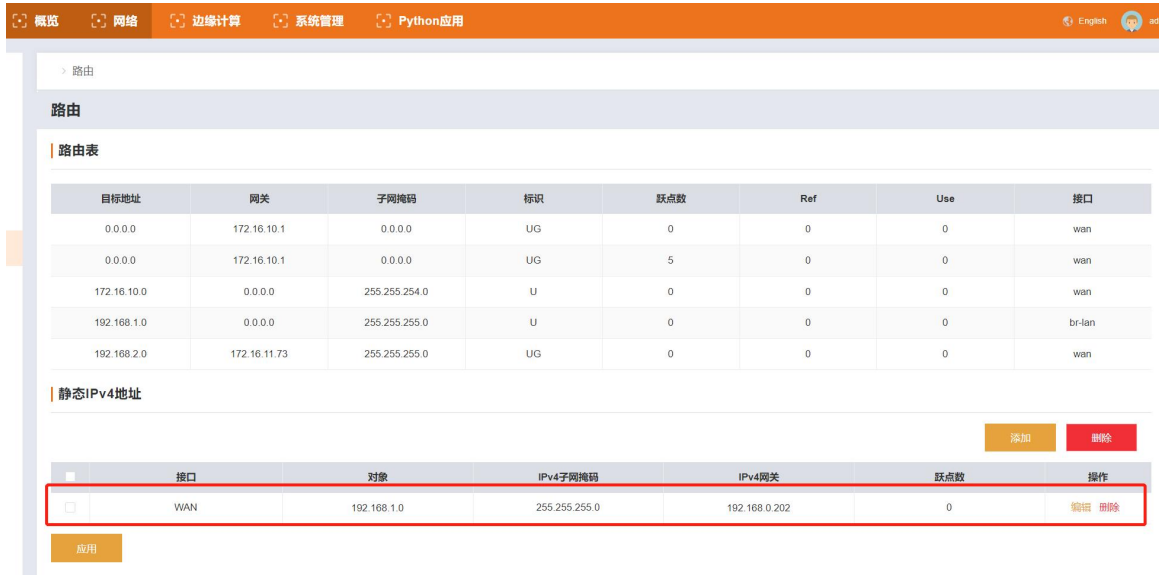 概览 网络 边缘计算 系统管理 Python应用 English ad
> 路由
路由
路由表
目标地址 网关 子网掩码 标识 跃点数 Ref Use 接口
0.0.0.0 172.16.10.1 0.0.0.0 UG 0 0 0 wan
0.0.0.0 172.16.10.1 0.0.0.0 UG 5 0 0 wan
172.16.10.0 0.0.0.0 255.255.254.0 U 0 0 0 wan
192.168.1.0 0.0.0.0 255.255.255.0 U 0 0 0 br-lan
192.168.2.0 172.16.11.73 255.255.255.0 UG 0 0 0 wan
静态IPv4地址
添加 删除
接口 对象 IPv4子网掩码 IPv4网关 跃点数 操作
WAN 192.168.1.0 255.255.255.0 192.168.0.202 0 编辑 删除
应用